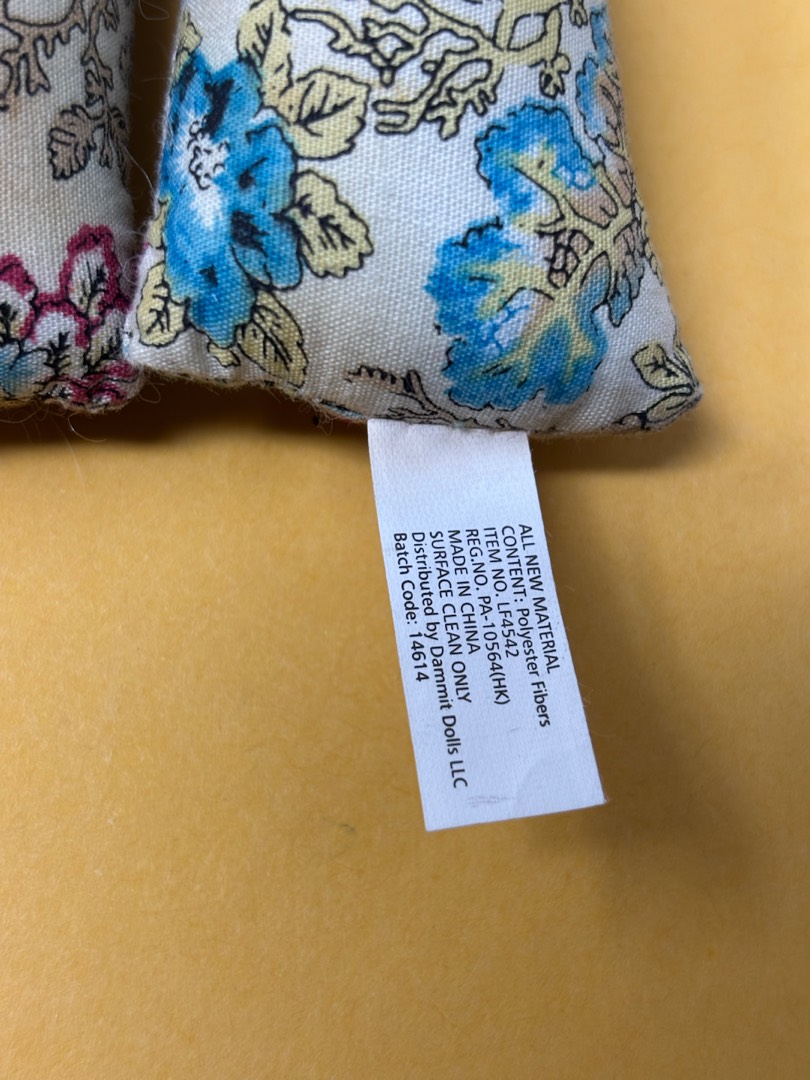 ALL NEW MATERIAL
CONTENT: Polyester Fibers
ITEM NO. LF4542
REG.NO. PA-10564(HK)
MADE IN CHINA
SURFACE CLEAN ONLY
Distributed by Dammit Dolls LLC
Batch Code: 14614